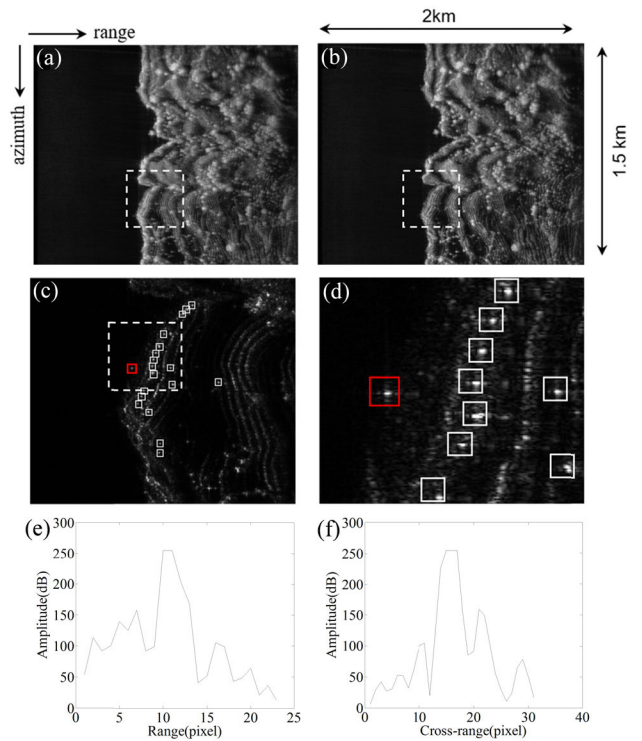 range
2km
(a)
(b)
azimuth
1.5 km
(c)
(d)
(e)
(f)
300
250
200
150
100
50
0
Amplitude(dB)
0
5
10
15
20
25
Range(pixel)
300
250
200
150
100
50
0
Amplitude(dB)
0
10
20
30
40
Cross-range(pixel)